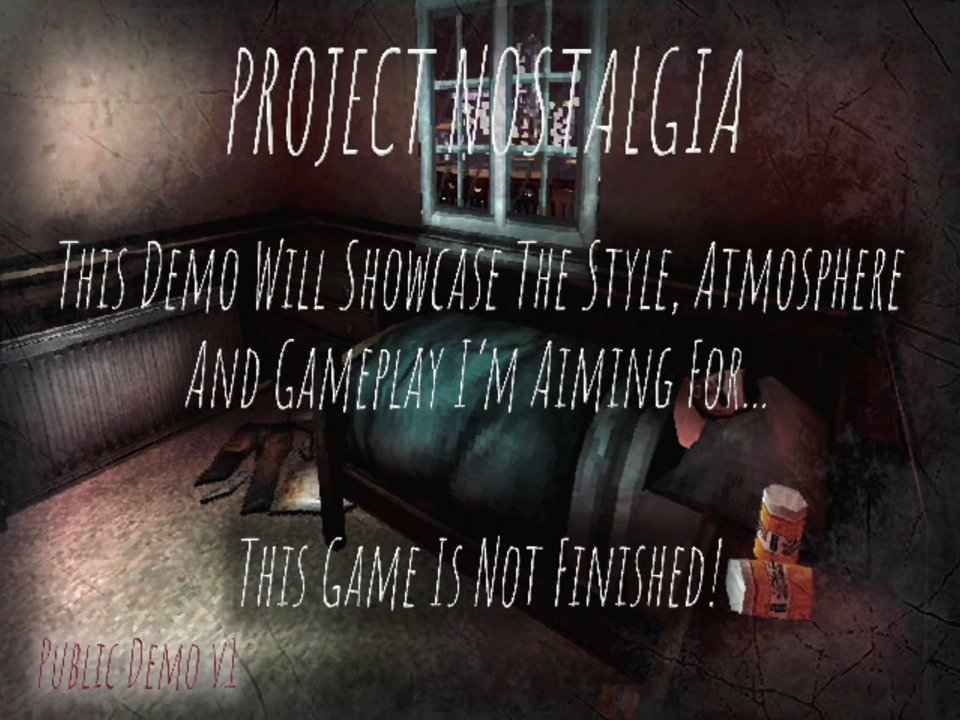 PROJECT NOSTALGIA
THIS DEMO WILL SHOWCASE THE STYLE, ATMOSPHERE
AND GAMEPLAY I'M AIMING FOR...
THIS GAME IS NOT FINISHED!
PUBLIC DEMO V1